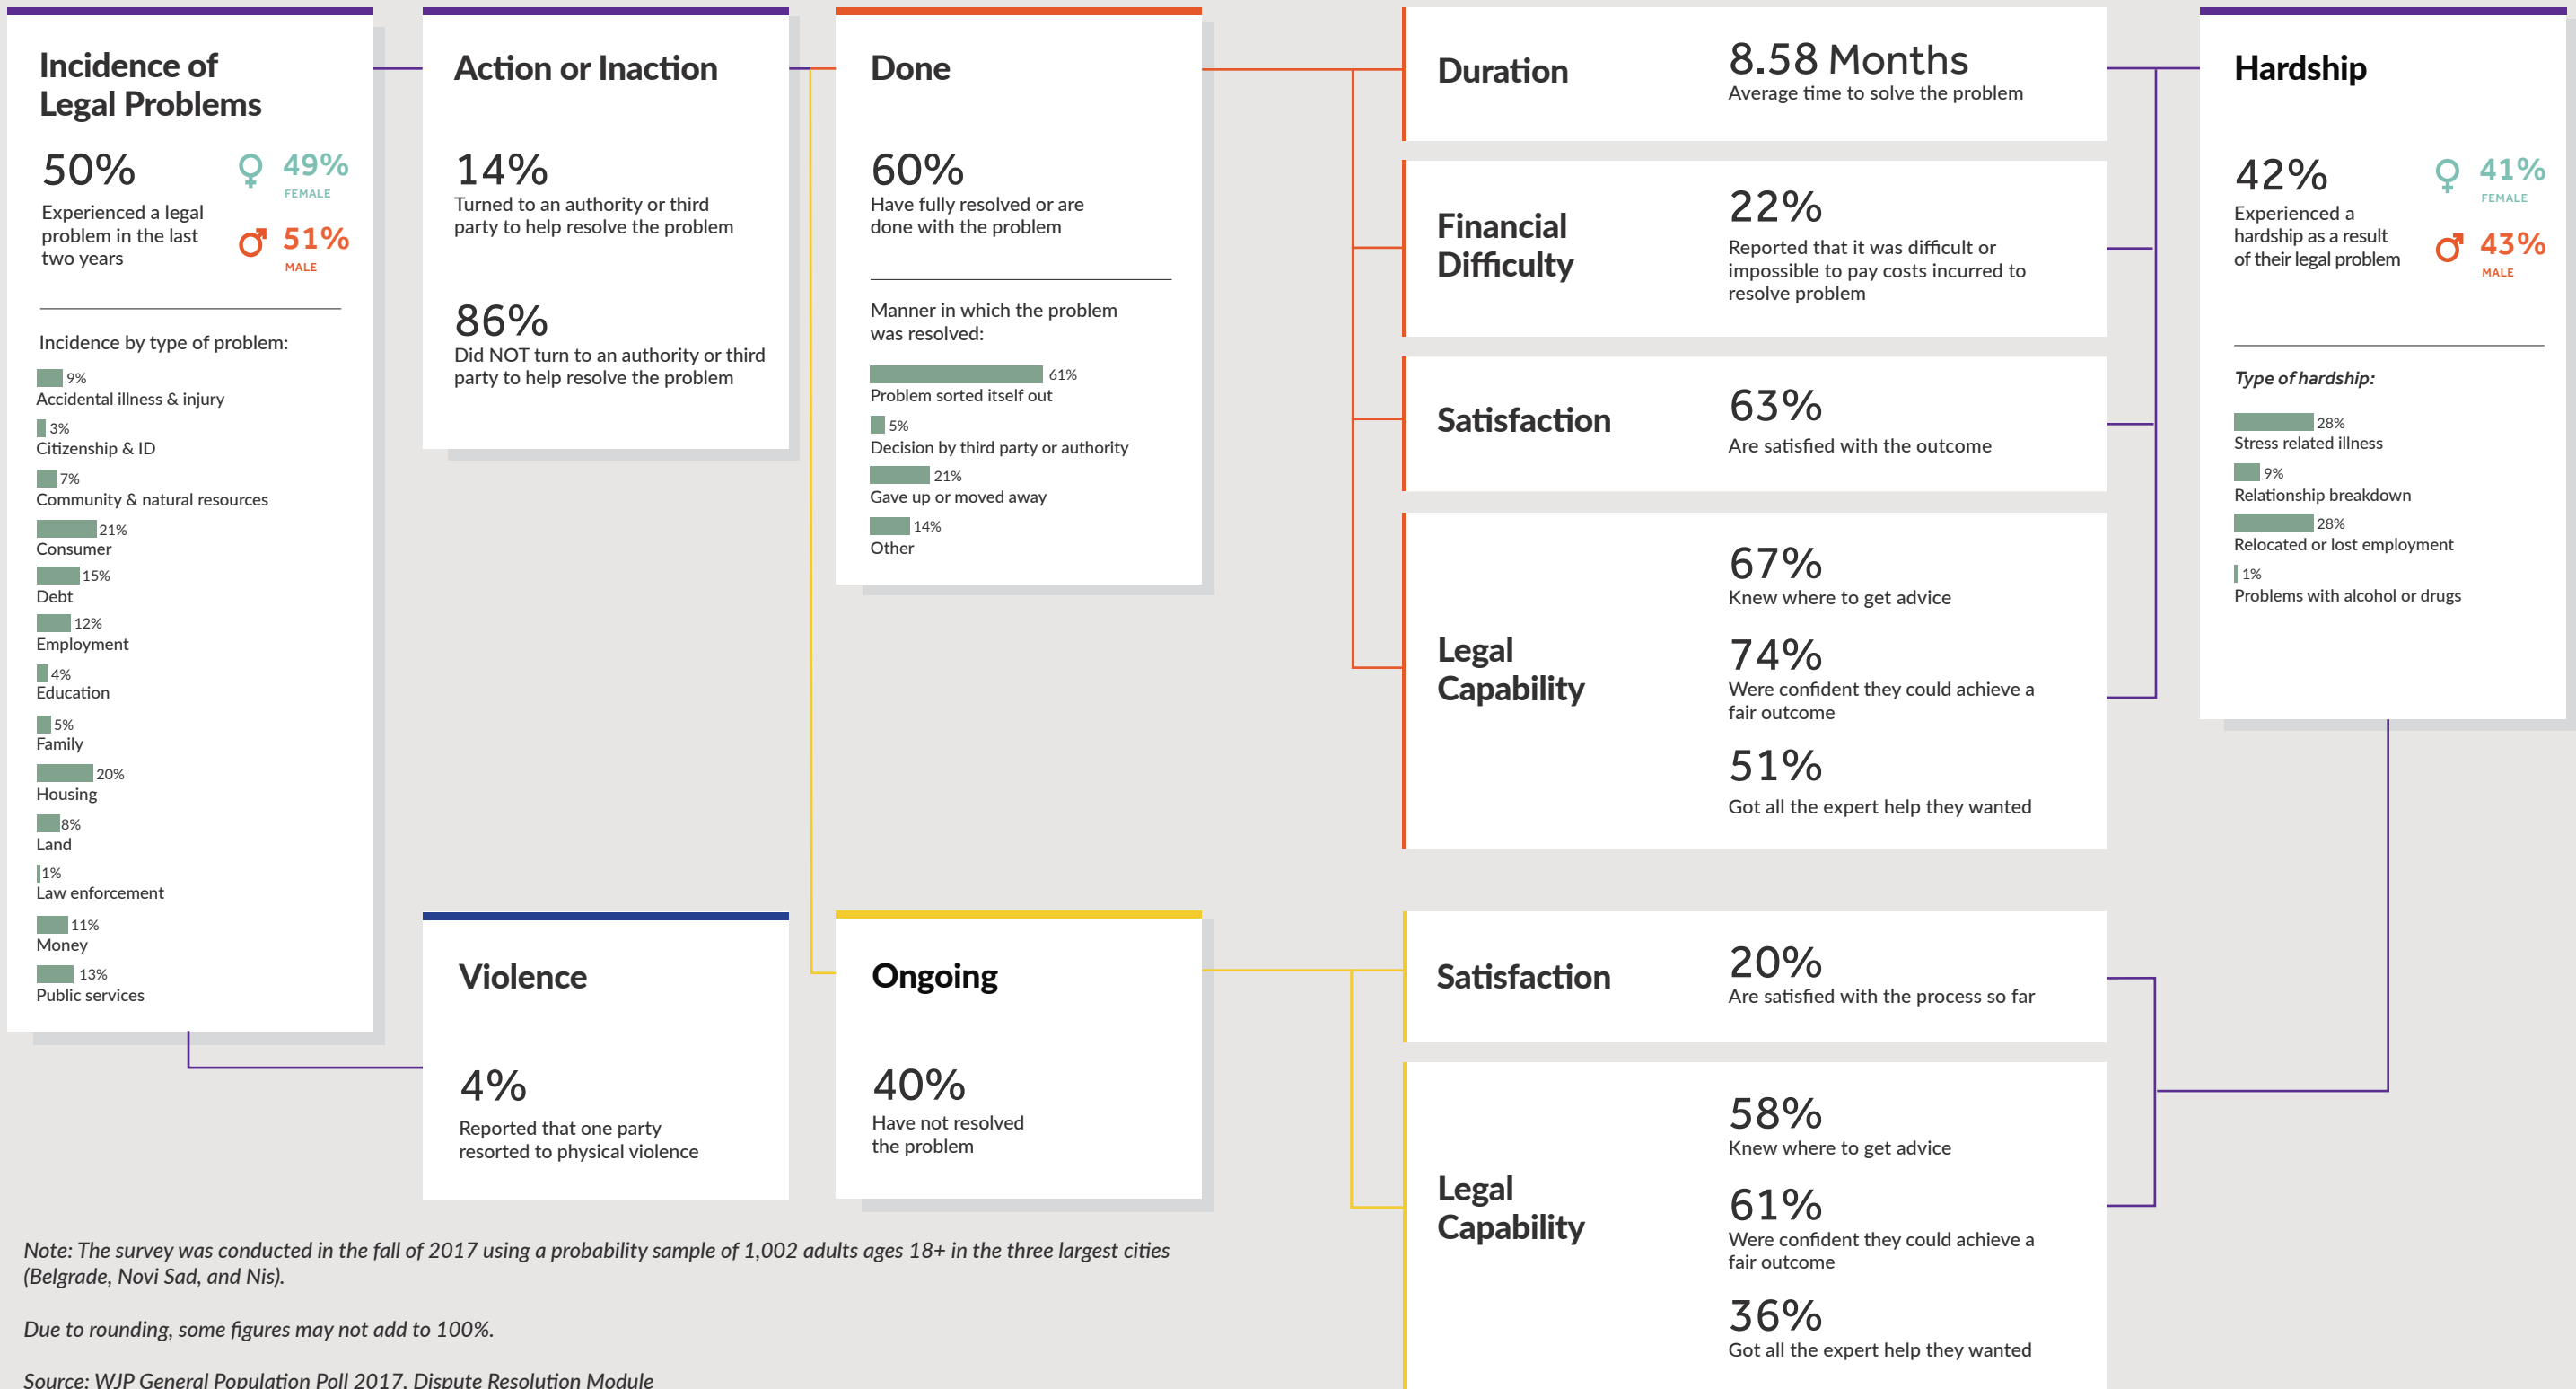 Incidence of
Legal Problems
50%
Experienced a legal
problem in the last
two years
49%
FEMALE
51%
MALE
Incidence by type of problem:
9%
Accidental illness & injury
3%
Citizenship & ID
7%
Community & natural resources
21%
Consumer
15%
Debt
12%
Employment
4%
Education
5%
Family
20%
Housing
8%
Land
1%
Law enforcement
11%
Money
13%
Public services
Action or Inaction
14%
Turned to an authority or third
party to help resolve the problem
86%
Did NOT turn to an authority or third
party to help resolve the problem
Violence
4%
Reported that one party
resorted to physical violence
Done
60%
Have fully resolved or are
done with the problem
Manner in which the problem
was resolved:
61%
Problem sorted itself out
5%
Decision by third party or authority
21%
Gave up or moved away
14%
Other
Ongoing
40%
Have not resolved
the problem
Duration
8.58 Months
Average time to solve the problem
Financial
Difficulty
22%
Reported that it was difficult or
impossible to pay costs incurred to
resolve problem
Satisfaction
63%
Are satisfied with the outcome
Legal
Capability
67%
Knew where to get advice
74%
Were confident they could achieve a
fair outcome
51%
Got all the expert help they wanted
Satisfaction
20%
Are satisfied with the process so far
Legal
Capability
58%
Knew where to get advice
61%
Were confident they could achieve a
fair outcome
36%
Got all the expert help they wanted
Hardship
42%
Experienced a
hardship as a result
of their legal problem
41%
FEMALE
43%
MALE
Type of hardship:
28%
Stress related illness
9%
Relationship breakdown
28%
Relocated or lost employment
1%
Problems with alcohol or drugs
Note: The survey was conducted in the fall of 2017 using a probability sample of 1,002 adults ages 18+ in the three largest cities
(Belgrade, Novi Sad, and Nis).
Due to rounding, some figures may not add to 100%.
Source: WJP General Population Poll 2017, Dispute Resolution Module